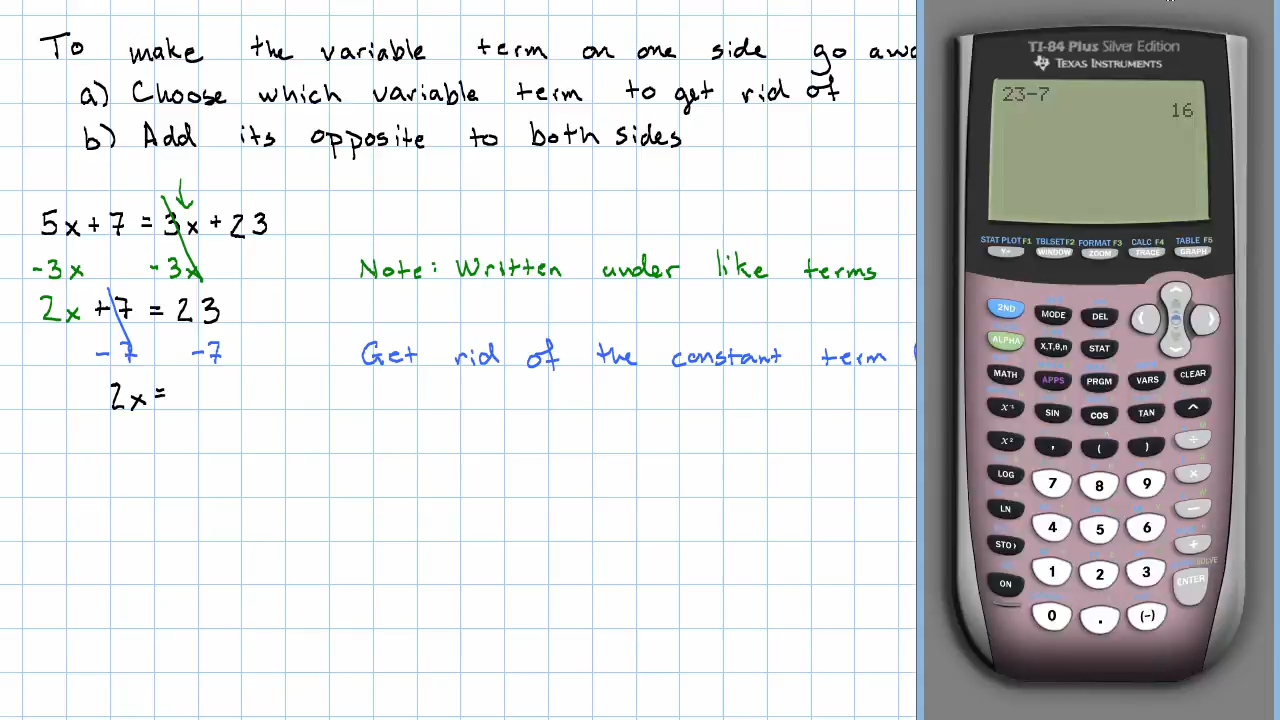 To make the variable term on one side go awa
a) Choose which variable term to get rid of
b) Add its opposite to both sides
5x + 7 = 3x + 23
-3x -3x Note: Written under like terms
2x + 7 = 23
-7 -7 Get rid of the constant term (
2x =
TI-84 Plus Silver Edition
TEXAS INSTRUMENTS
23-7
16
STAT PLOT F1 TBLSET F2 FORMAT F3 CALC F4 TABLE F5
Y= WINDOW ZOOM TRACE GRAPH
2ND MODE DEL
ALPHA X,T,θ,n STAT
MATH APPS PRGM VARS CLEAR
x⁻¹ SIN COS TAN ^
x² , ( ) ÷
LOG 7 8 9 ×
LN 4 5 6 −
STO› 1 2 3 +
ON 0 . (−) ENTER
SOLVE